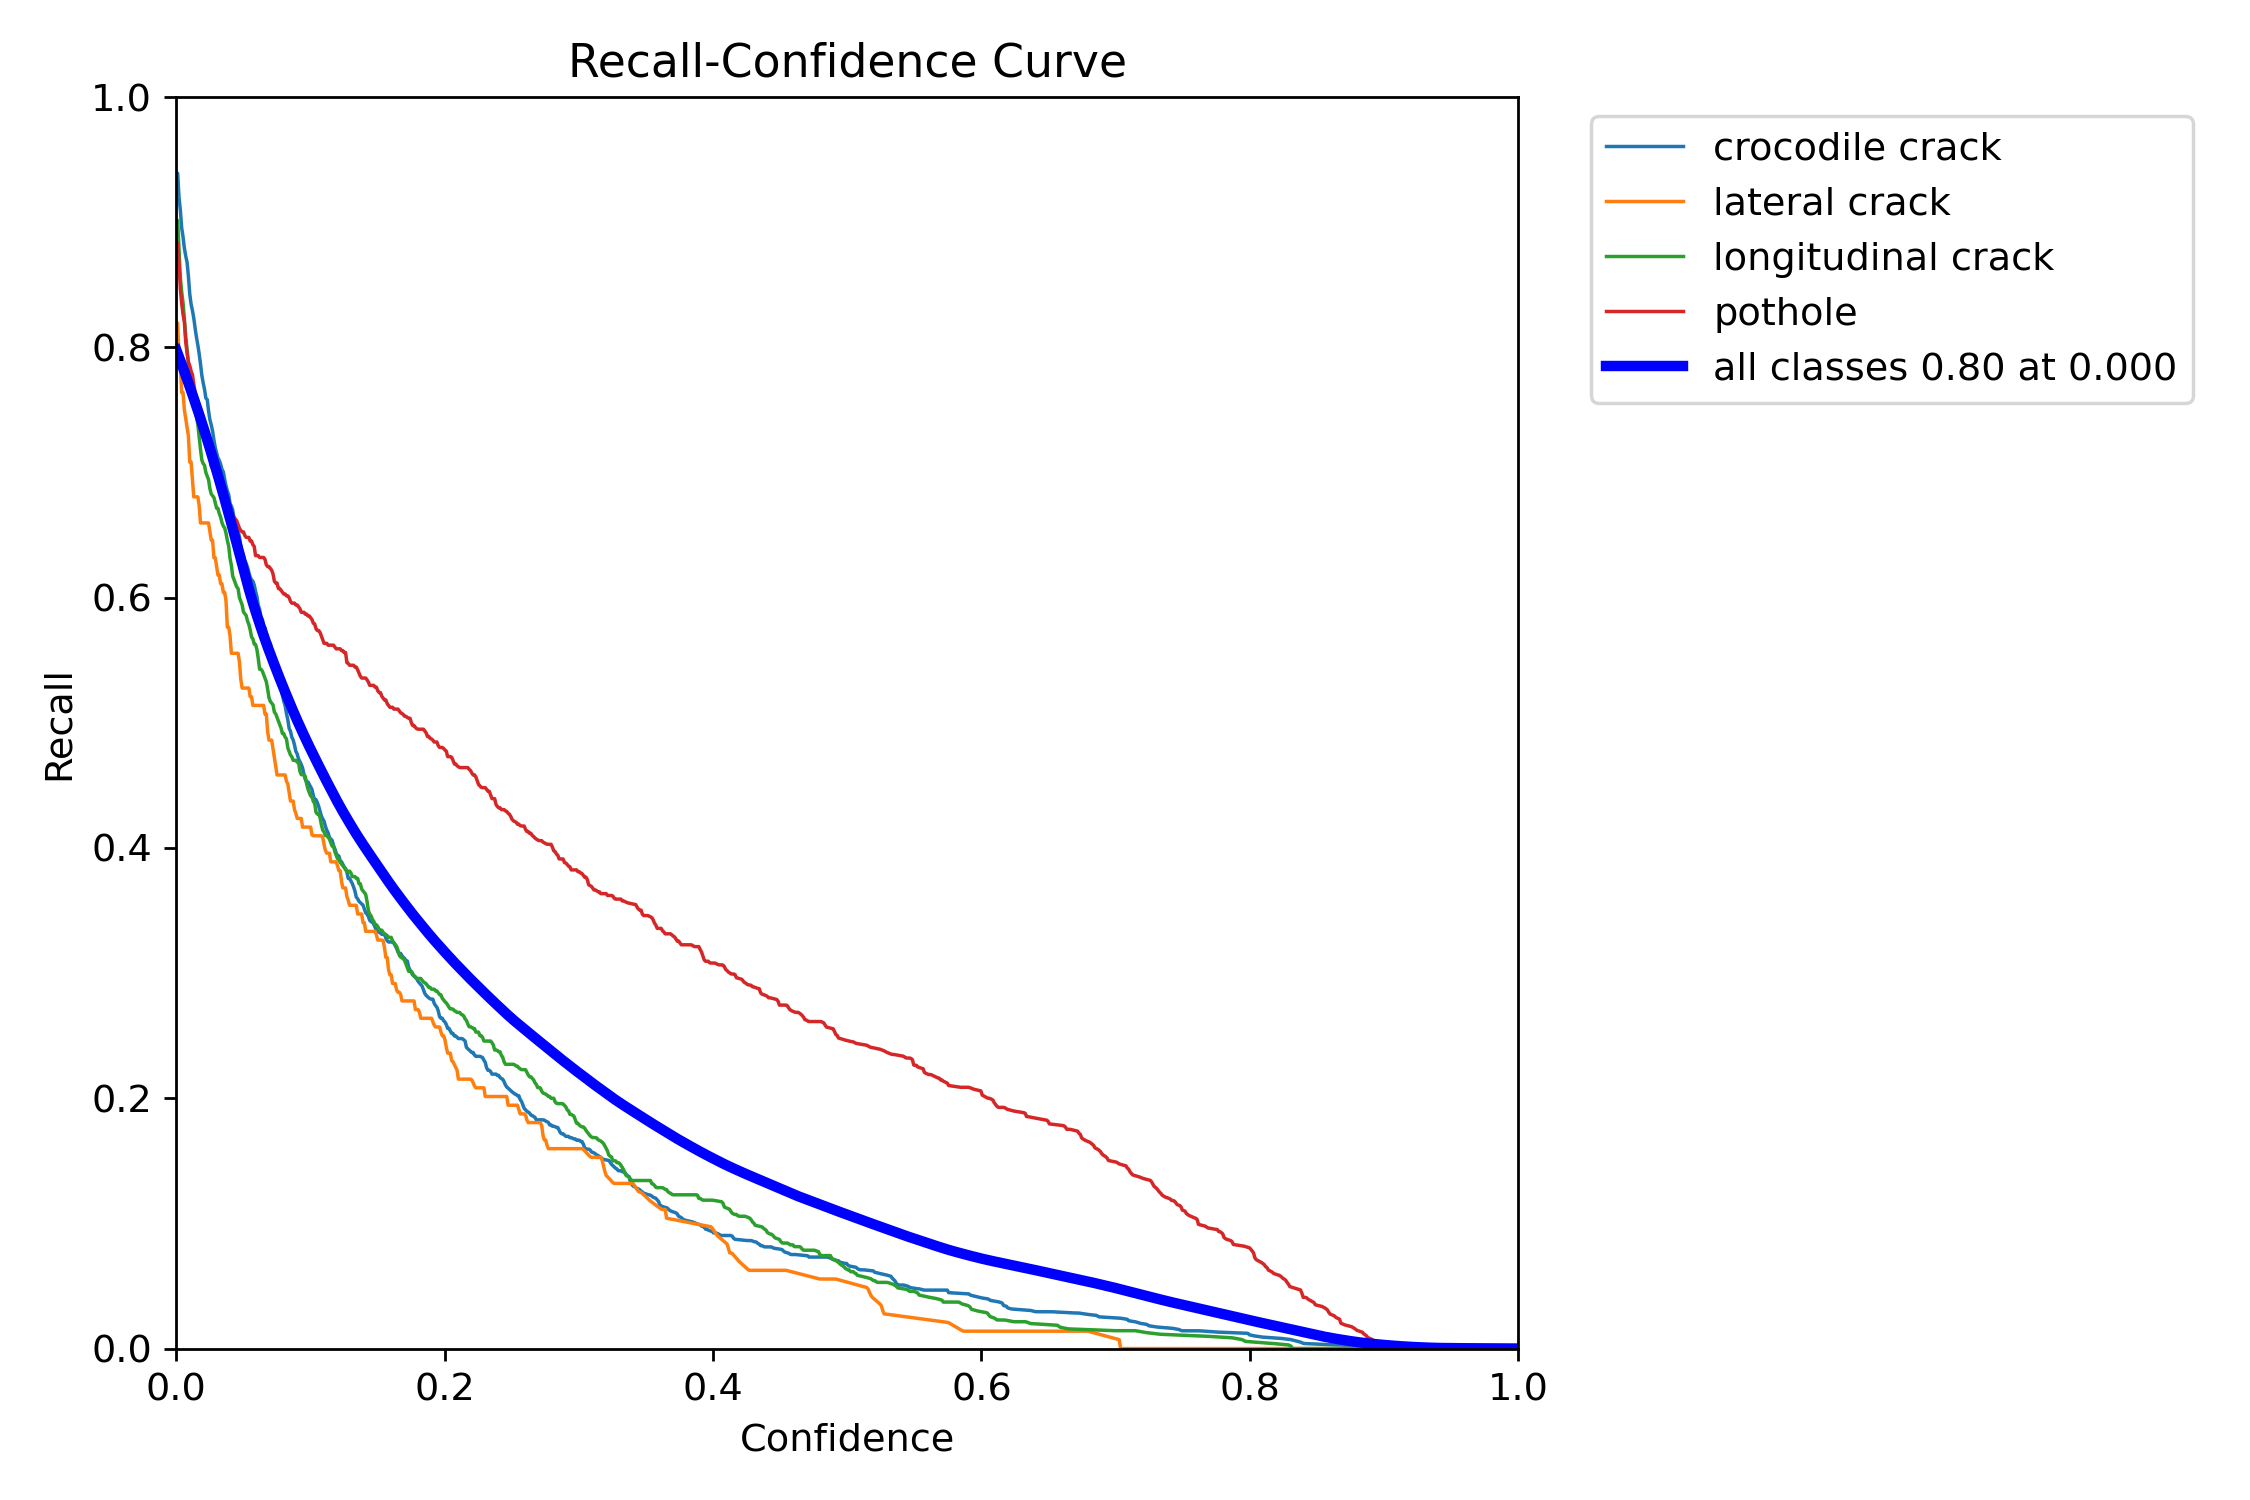 Recall-Confidence Curve
1.0
0.8
0.6
0.4
0.2
0.0
Recall
0.0 0.2 0.4 0.6 0.8 1.0
Confidence
crocodile crack
lateral crack
longitudinal crack
pothole
all classes 0.80 at 0.000